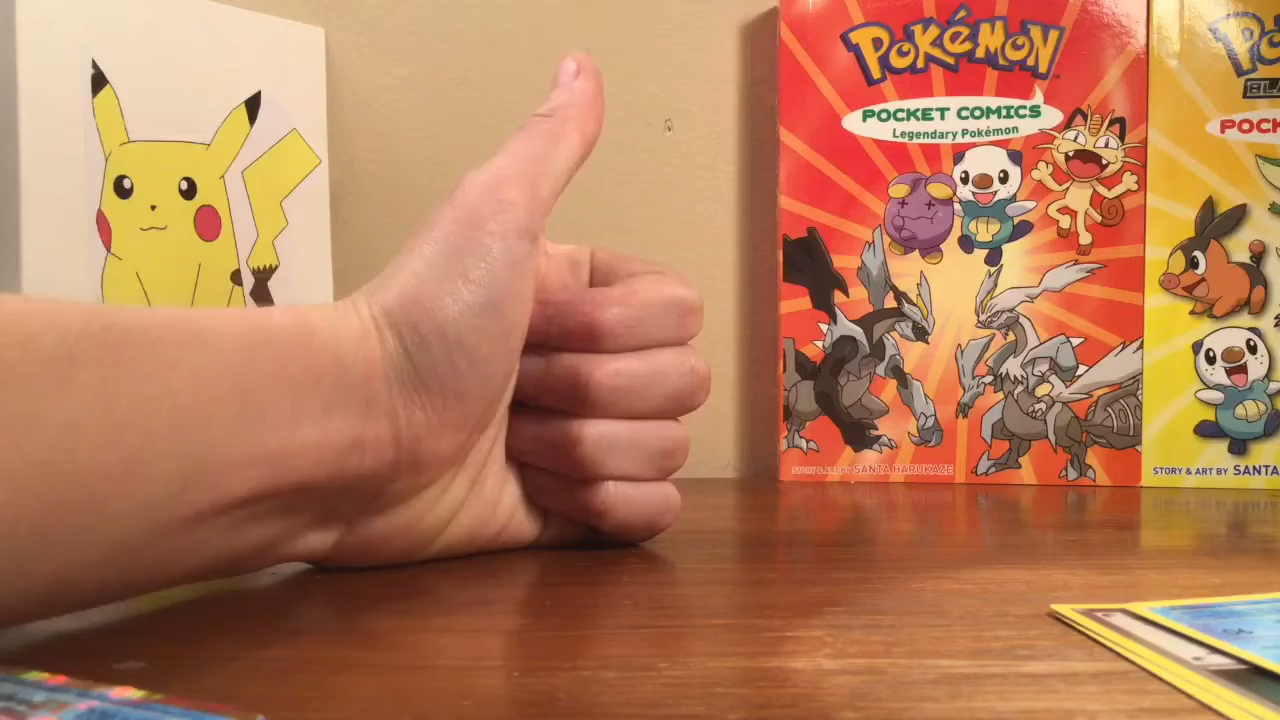 POKéMON
POCKET COMICS
Legendary Pokémon
STORY & ART BY SANTA HARUKAZE
STORY & ART BY SANTA